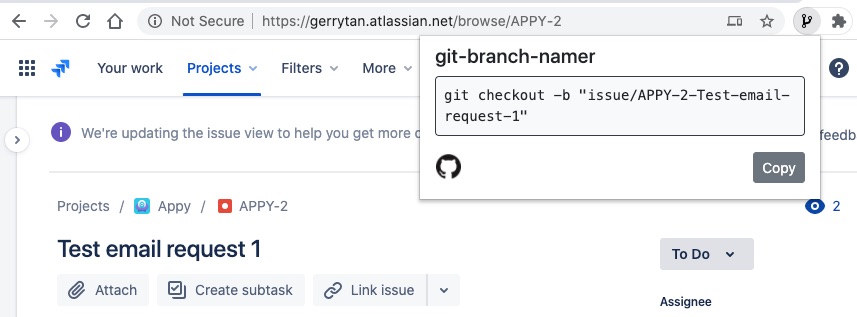 Not Secure | https://gerrytan.atlassian.net/browse/APPY-2
git-branch-namer
git checkout -b "issue/APPY-2-Test-email-
request-1"
Copy
Your work Projects Filters More
We're updating the issue view to help you get more
feedb
Projects / Appy / APPY-2
2
Test email request 1
To Do
Attach Create subtask Link issue
Assignee